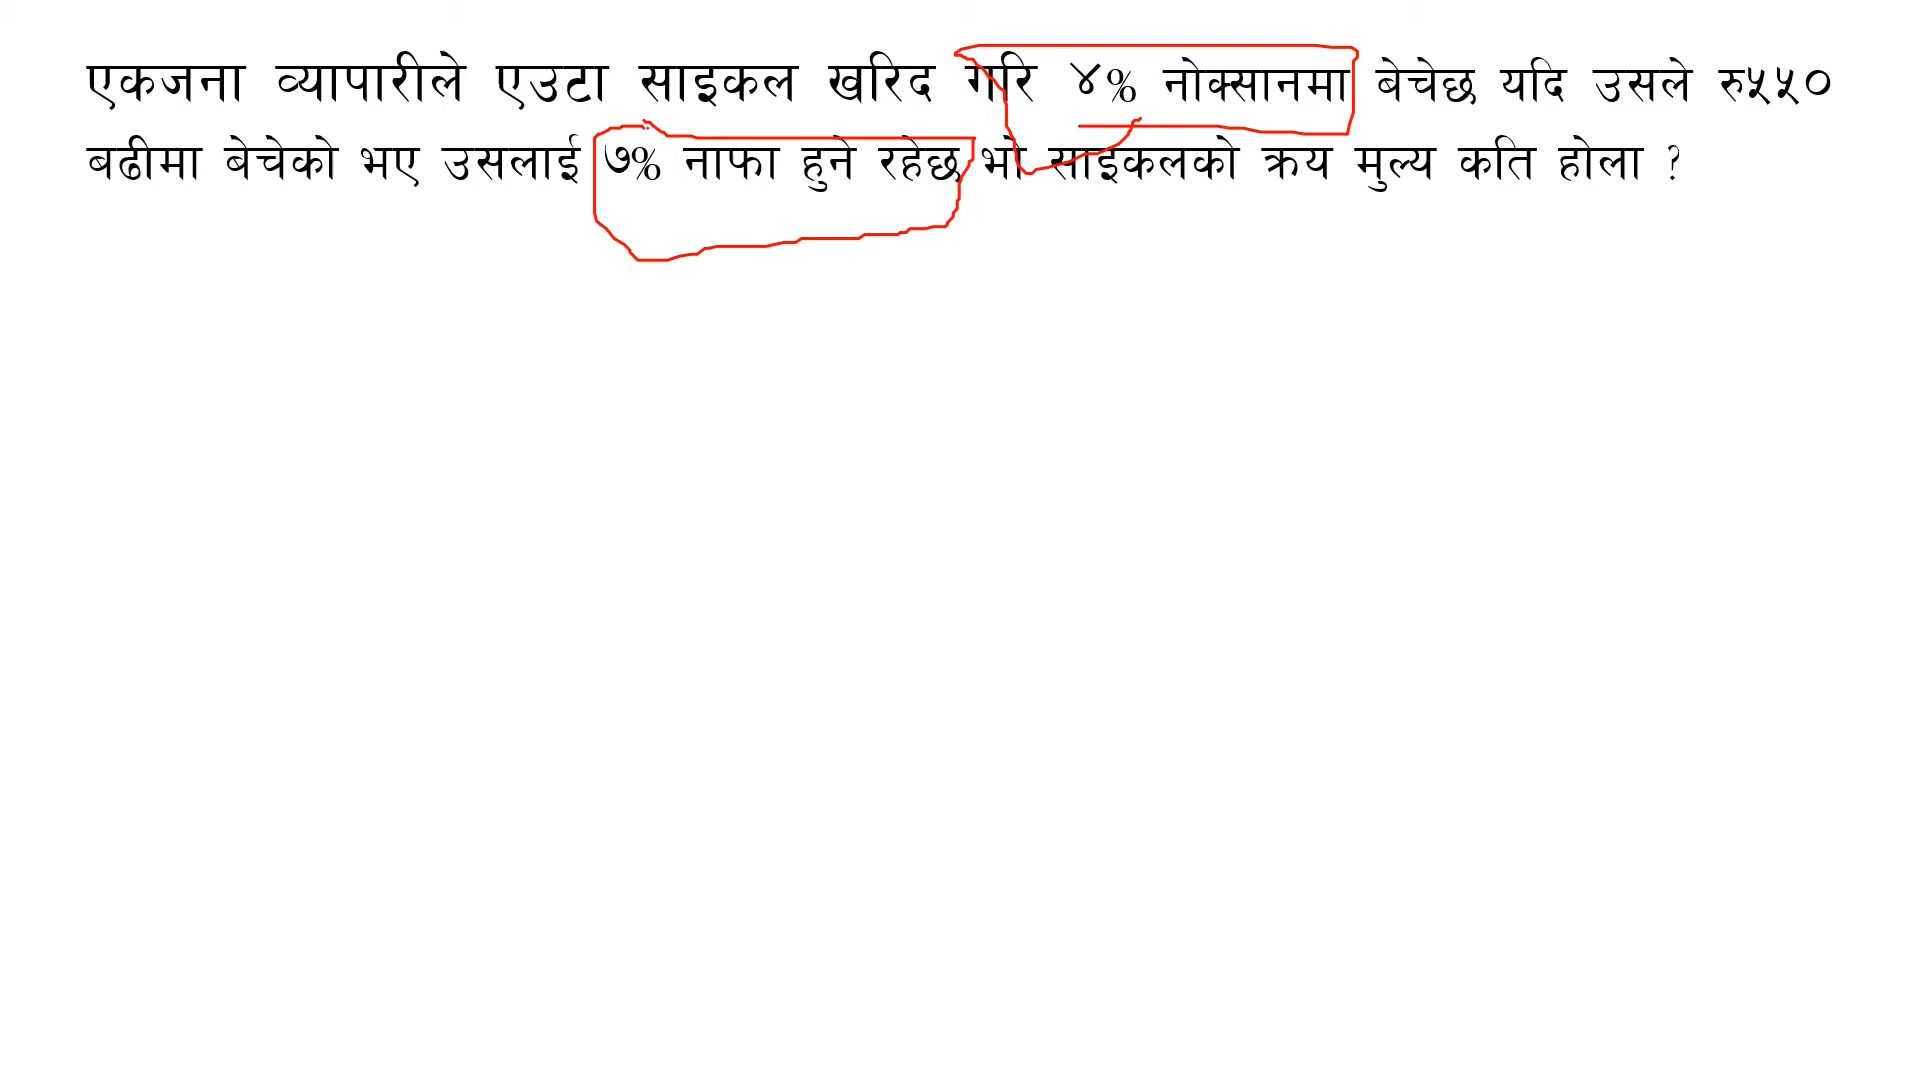 एकजना व्यापारीले एउटा साइकल खरिद गरि ४% नोक्सानमा बेचेछ यदि उसले रु५५०
बढीमा बेचेको भए उसलाई ७% नाफा हुने रहेछ भो साइकलको क्रय मुल्य कति होला ?